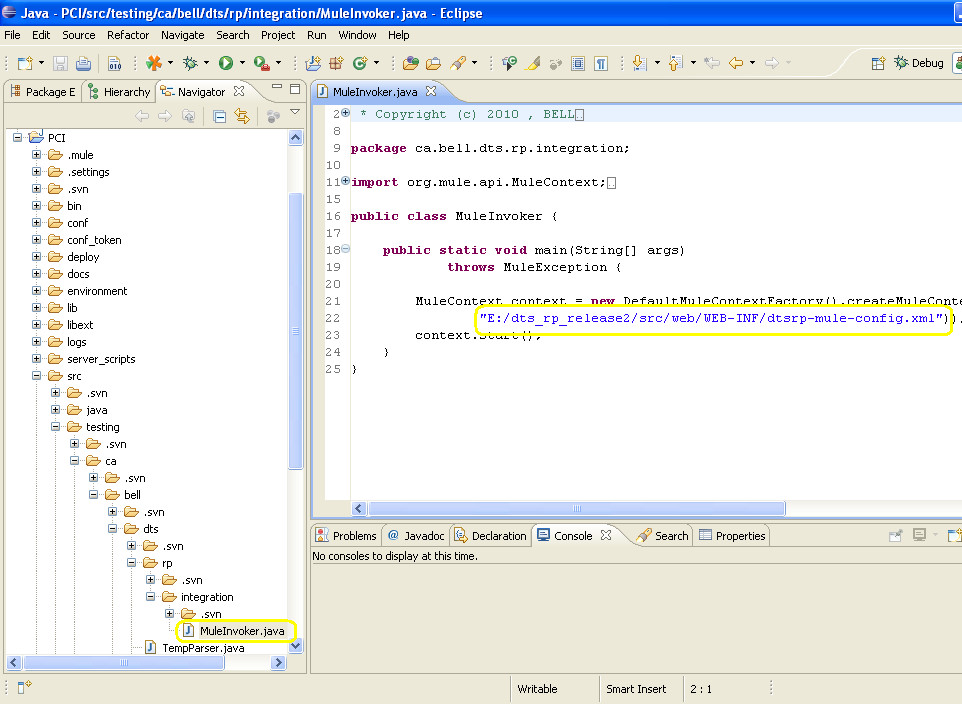 Java - PCI/src/testing/ca/bell/dts/rp/integration/MuleInvoker.java - Eclipse
File Edit Source Refactor Navigate Search Project Run Window Help
Debug
Package E Hierarchy Navigator
PCI
.mule
.settings
.svn
bin
conf
conf_token
deploy
docs
environment
lib
libext
logs
server_scripts
src
.svn
java
testing
.svn
ca
.svn
bell
.svn
dts
.svn
rp
.svn
integration
.svn
MuleInvoker.java
TempParser.java
MuleInvoker.java
2 * Copyright (c) 2010 , BELL
8
9 package ca.bell.dts.rp.integration;
10
11 import org.mule.api.MuleContext;
15
16 public class MuleInvoker {
17
18 public static void main(String[] args)
19 throws MuleException {
20
21 MuleContext context = new DefaultMuleContextFactory().createMuleConte
22 "E:/dts_rp_release2/src/web/WEB-INF/dtsrp-mule-config.xml")).
23 context.start();
24 }
25 }
Problems @ Javadoc Declaration Console Search Properties
No consoles to display at this time.
Writable Smart Insert 2 : 1